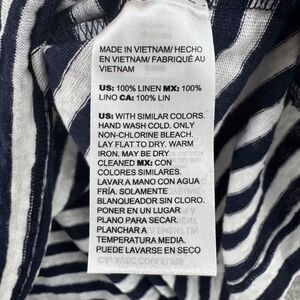 MADE IN VIETNAM/ HECHO
EN VIETNAM/ FABRIQUÉ AU
VIETNAM
US: 100% LINEN MX: 100%
LINO CA: 100% LIN
US: WITH SIMILAR COLORS.
HAND WASH COLD. ONLY
NON-CHLORINE BLEACH.
LAY FLAT TO DRY. WARM
IRON. MAY BE DRY
CLEANED MX: CON
COLORES SIMILARES.
LAVAR A MANO CON AGUA
FRÍA. SOLAMENTE
BLANQUEADOR SIN CLORO.
PONER EN UN LUGAR
PLANO PARA SECAR.
PLANCHAR A
TEMPERATURA MEDIA.
PUEDE LAVARSE EN SECO
CA: AVEC COULEURS